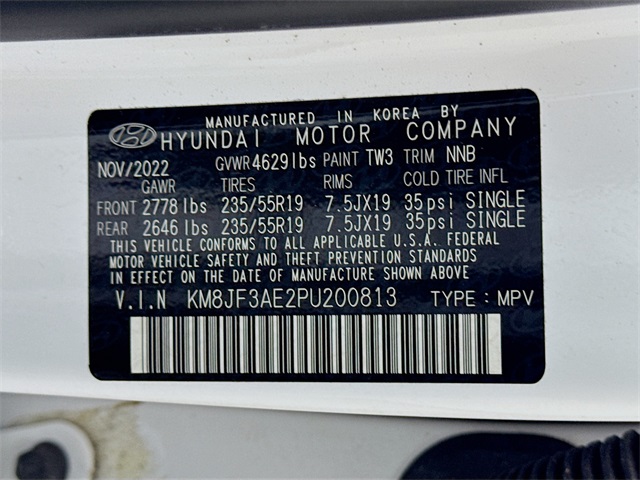 MANUFACTURED IN KOREA BY
HYUNDAI MOTOR COMPANY
NOV/2022 GVWR 4629 lbs PAINT TW3 TRIM NNB
GAWR TIRES RIMS COLD TIRE INFL
FRONT 2778 lbs 235/55R19 7.5JX19 35psi SINGLE
REAR 2646 lbs 235/55R19 7.5JX19 35psi SINGLE
THIS VEHICLE CONFORMS TO ALL APPLICABLE U.S.A. FEDERAL
MOTOR VEHICLE SAFETY AND THEFT PREVENTION STANDARDS
IN EFFECT ON THE DATE OF MANUFACTURE SHOWN ABOVE.
V.I.N KM8JF3AE2PU200813 TYPE : MPV